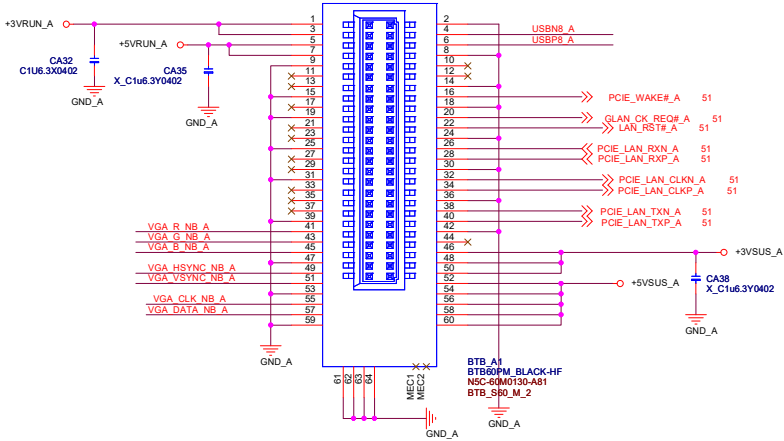 +3VRUN_A
+5VRUN_A
CA32
C1U6.3X0402
GND_A
CA35
X_C1u6.3Y0402
GND_A
1
3
5
7
9
11
13
15
17
19
21
23
25
27
29
31
33
35
37
39
41
43
45
47
49
51
53
55
57
59
VGA_R_NB_A
VGA_G_NB_A
VGA_B_NB_A
VGA_HSYNC_NB_A
VGA_VSYNC_NB_A
VGA_CLK_NB_A
VGA_DATA_NB_A
GND_A
2
4
6
8
10
12
14
16
18
20
22
24
26
28
30
32
34
36
38
40
42
44
46
48
50
52
54
56
58
60
USBN8_A
USBP8_A
PCIE_WAKE#_A 51
GLAN_CK_REQ#_A 51
LAN_RST#_A 51
PCIE_LAN_RXN_A 51
PCIE_LAN_RXP_A 51
PCIE_LAN_CLKN_A 51
PCIE_LAN_CLKP_A 51
PCIE_LAN_TXN_A 51
PCIE_LAN_TXP_A 51
+3VSUS_A
+5VSUS_A
CA38
X_C1u6.3Y0402
GND_A
61
62
63
64
MEC1
MEC2
BTB_A1
BTB60PM_BLACK-HF
N5C-60M0130-A81
BTB_S60_M_2
GND_A
GND_A